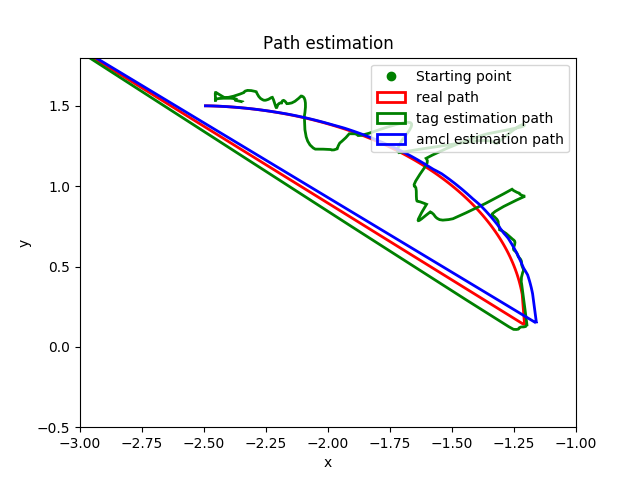 Path estimation
Starting point
real path
tag estimation path
amcl estimation path
1.5
1.0
0.5
0.0
−0.5
y
−3.00 −2.75 −2.50 −2.25 −2.00 −1.75 −1.50 −1.25 −1.00
x